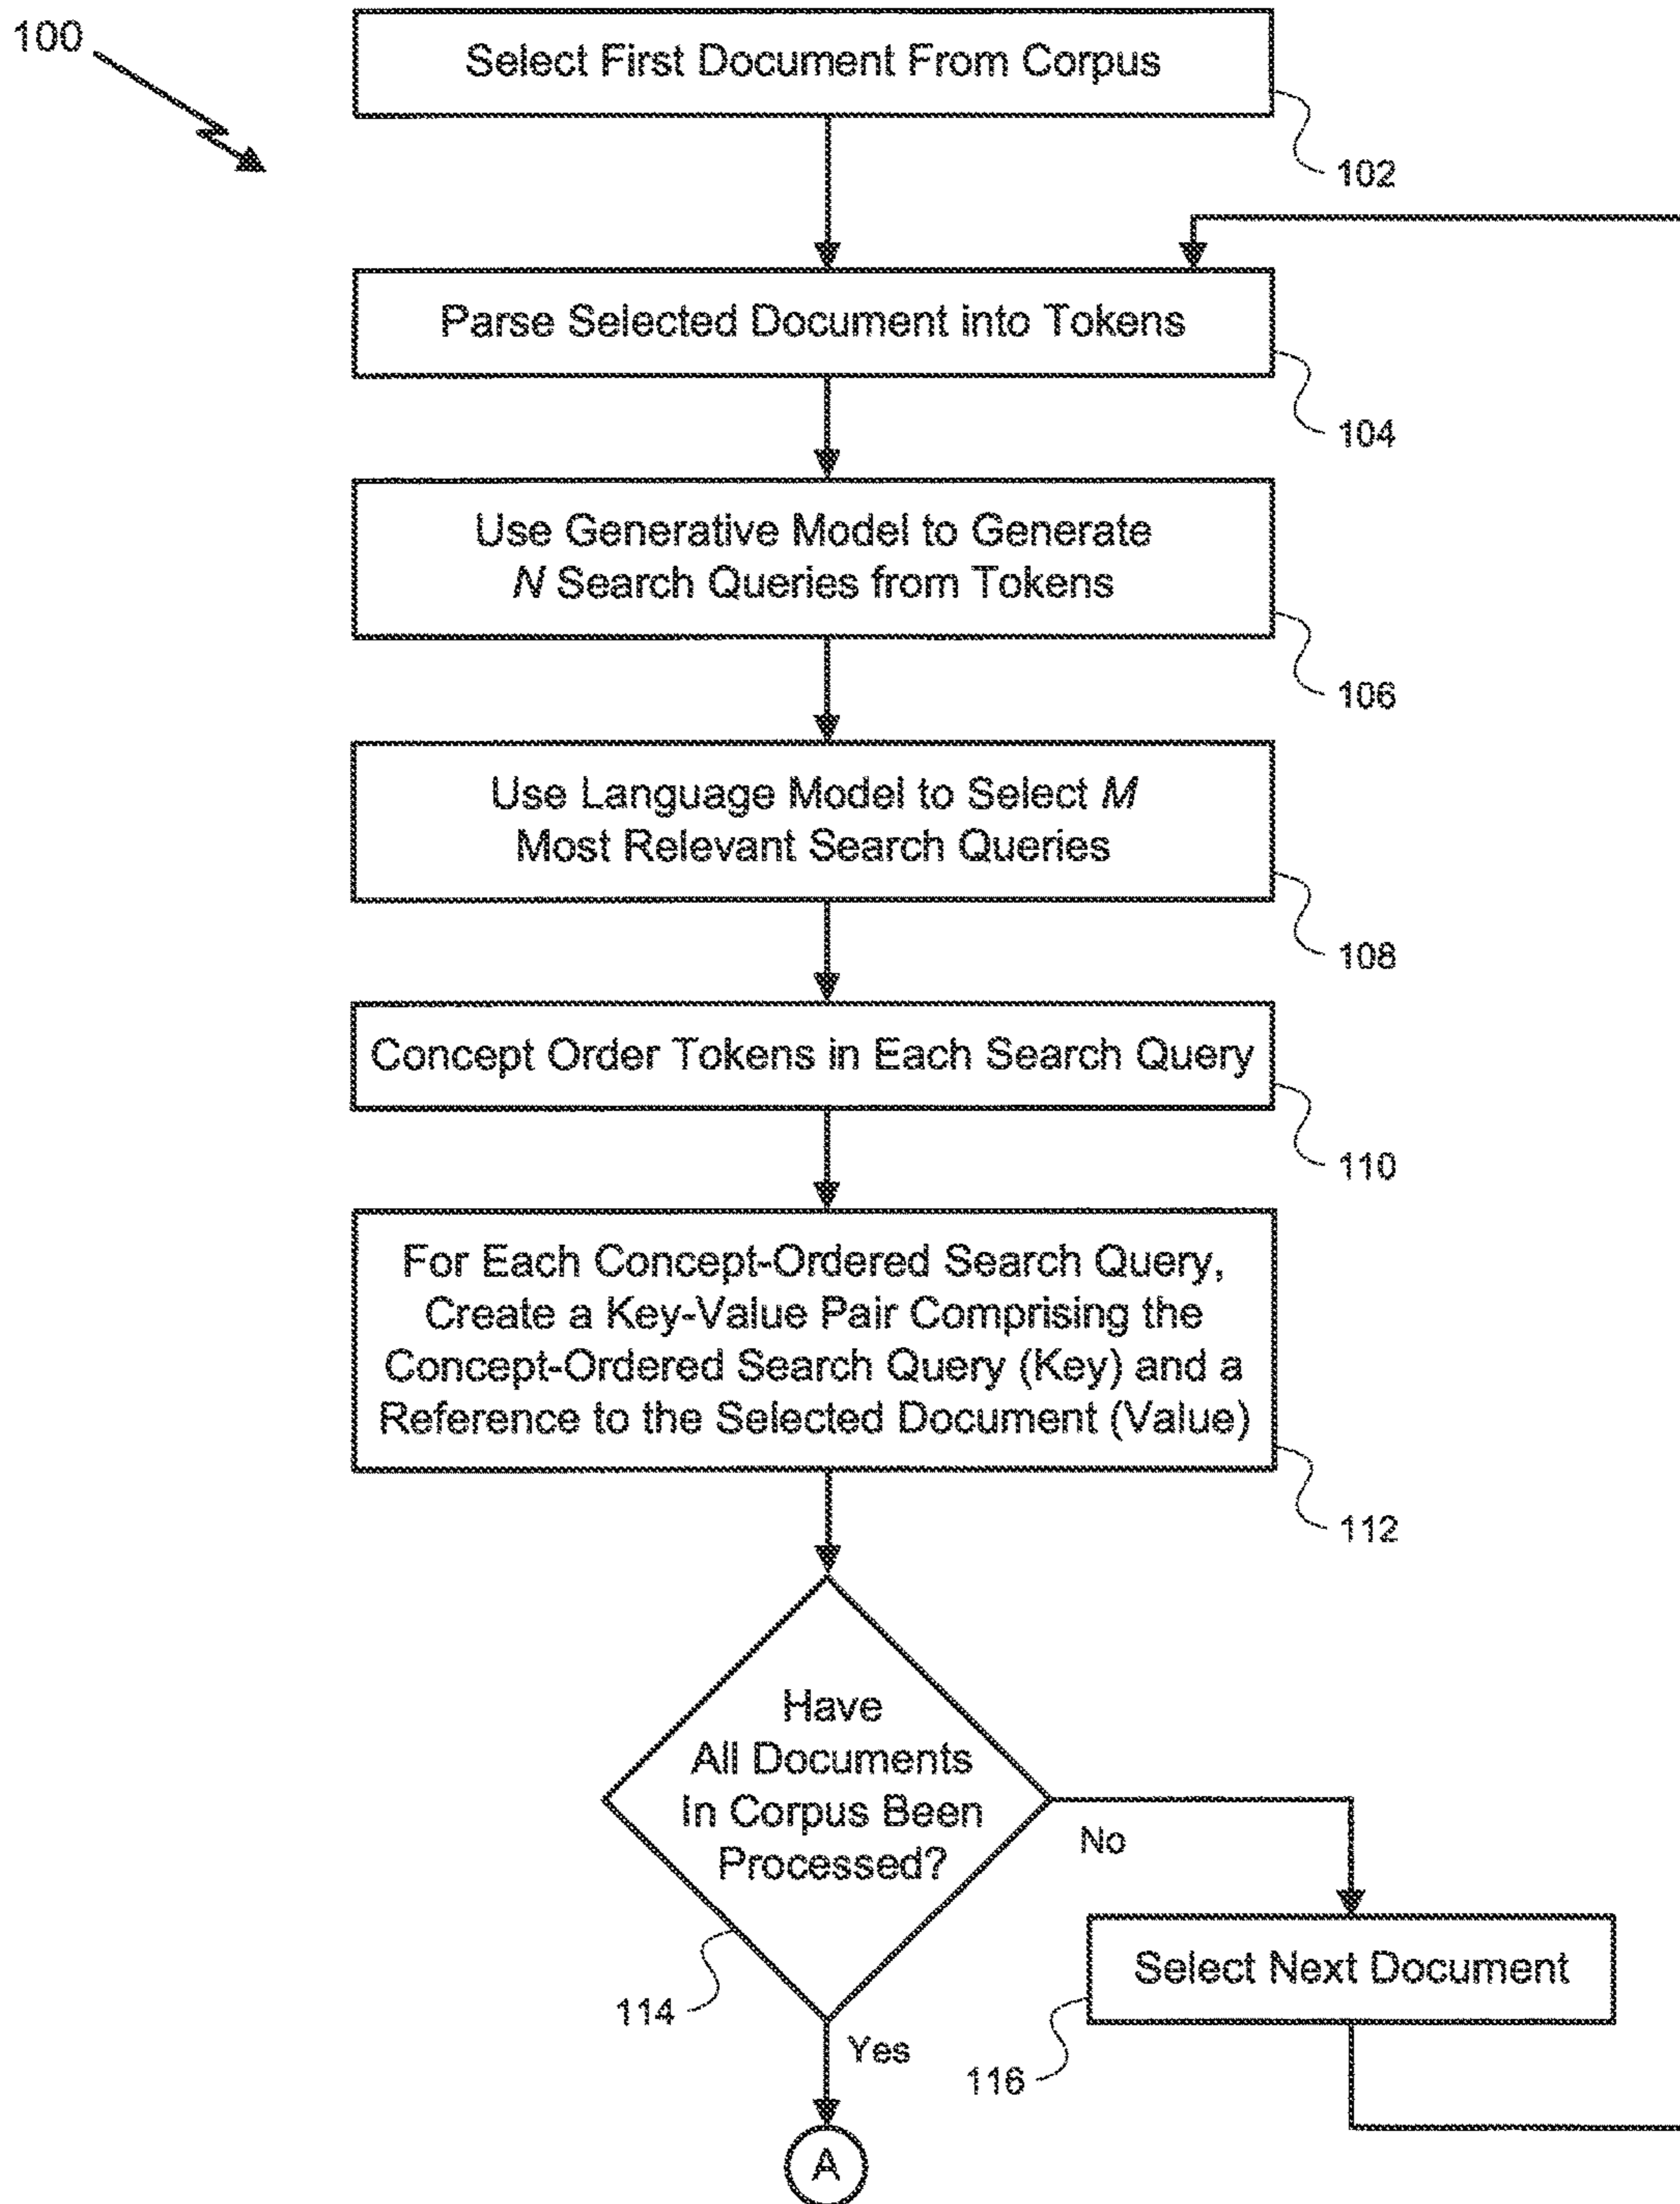 100
Select First Document From Corpus
102
Parse Selected Document into Tokens
104
Use Generative Model to Generate
N Search Queries from Tokens
106
Use Language Model to Select M
Most Relevant Search Queries
108
Concept Order Tokens in Each Search Query
110
For Each Concept-Ordered Search Query,
Create a Key-Value Pair Comprising the
Concept-Ordered Search Query (Key) and a
Reference to the Selected Document (Value)
112
Have
All Documents
In Corpus Been
Processed?
No
114
Select Next Document
116
Yes
A